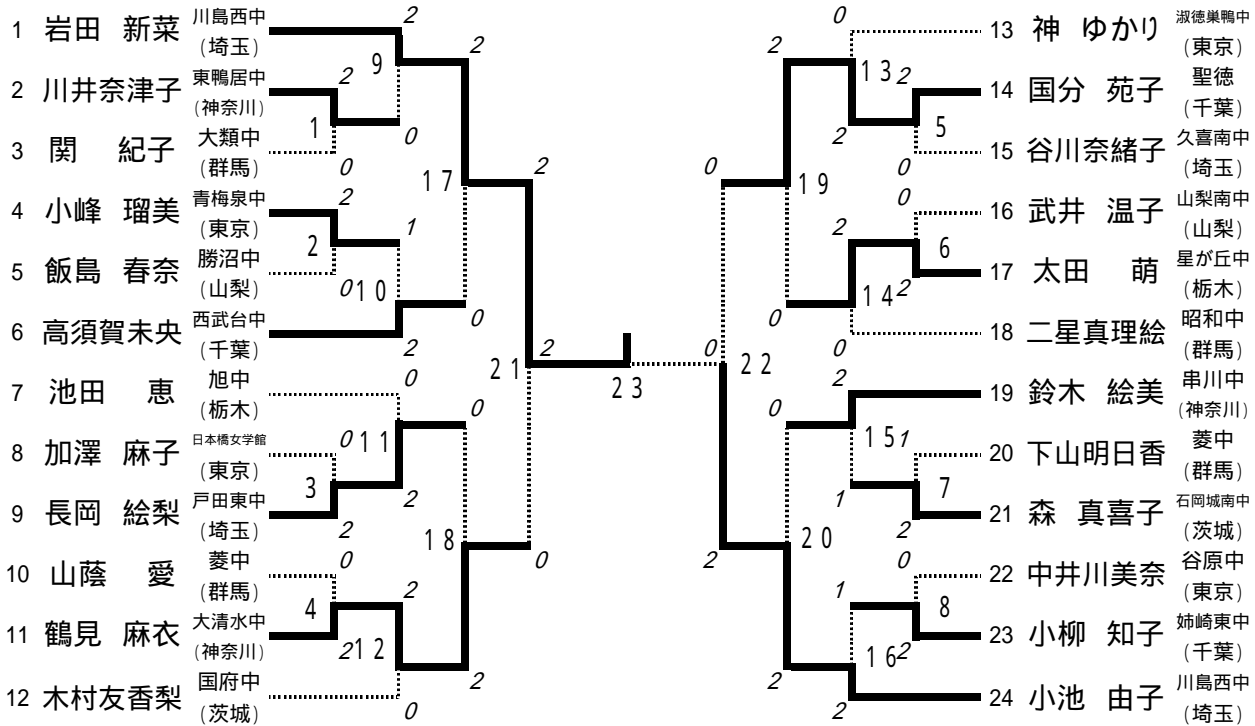 1 岩田 新菜 川島西中
(埼玉)
2 川井奈津子 東鴨居中
(神奈川)
3 関 紀子 大類中
(群馬)
4 小峰 瑠美 青梅泉中
(東京)
5 飯島 春奈 勝沼中
(山梨)
6 高須賀未央 西武台中
(千葉)
7 池田 恵 旭中
(栃木)
8 加澤 麻子 日本橋女学館
(東京)
9 長岡 絵梨 戸田東中
(埼玉)
10 山蔭 愛 菱中
(群馬)
11 鶴見 麻衣 大清水中
(神奈川)
12 木村友香梨 国府中
(茨城)
2
9
2
0
1
0
2
2
1
0
10
2
17
2
0
2
0
11
0
3
2
2
0
4
2
2
12
0
18
0
2
21
2
0
23
0
22
0
2
19
2
0
20
0
2
0
13
2
2
5
0
0
6
2
2
14
0
2
15
1
1
7
2
0
8
2
1
16
2
13 神 ゆかり 淑徳巣鴨中
(東京)
14 国分 苑子 聖徳
(千葉)
15 谷川奈緒子 久喜南中
(埼玉)
16 武井 温子 山梨南中
(山梨)
17 太田 萌 星が丘中
(栃木)
18 二星真理絵 昭和中
(群馬)
19 鈴木 絵美 串川中
(神奈川)
20 下山明日香 菱中
(群馬)
21 森 真喜子 石岡城南中
(茨城)
22 中井川美奈 谷原中
(東京)
23 小柳 知子 姉崎東中
(千葉)
24 小池 由子 川島西中
(埼玉)